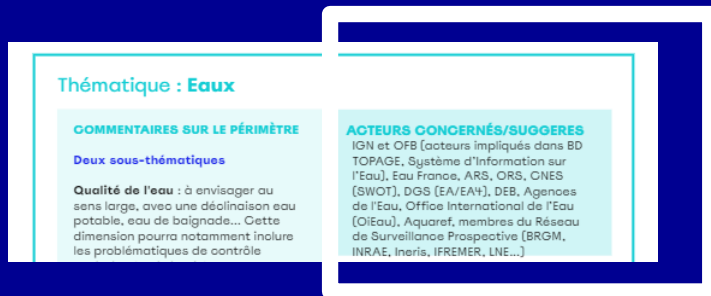 Thématique : Eaux
COMMENTAIRES SUR LE PÉRIMÈTRE
Deux sous-thématiques
Qualité de l'eau : à envisager au
sens large, avec une déclinaison eau
potable, eau de baignade... Cette
dimension pourra notamment inclure
les problématiques de contrôle
ACTEURS CONCERNÉS/SUGGERES
IGN et OFB (acteurs impliqués dans BD
TOPAGE, Système d'Information sur
l'Eau), Eau France, ARS, ORS, CNES
(SWOT), DGS (EA/EA4), DEB, Agences
de l'Eau, Office International de l'Eau
(OiEau), Aquaref, membres du Réseau
de Surveillance Prospective (BRGM,
INRAE, Ineris, IFREMER, LNE...)